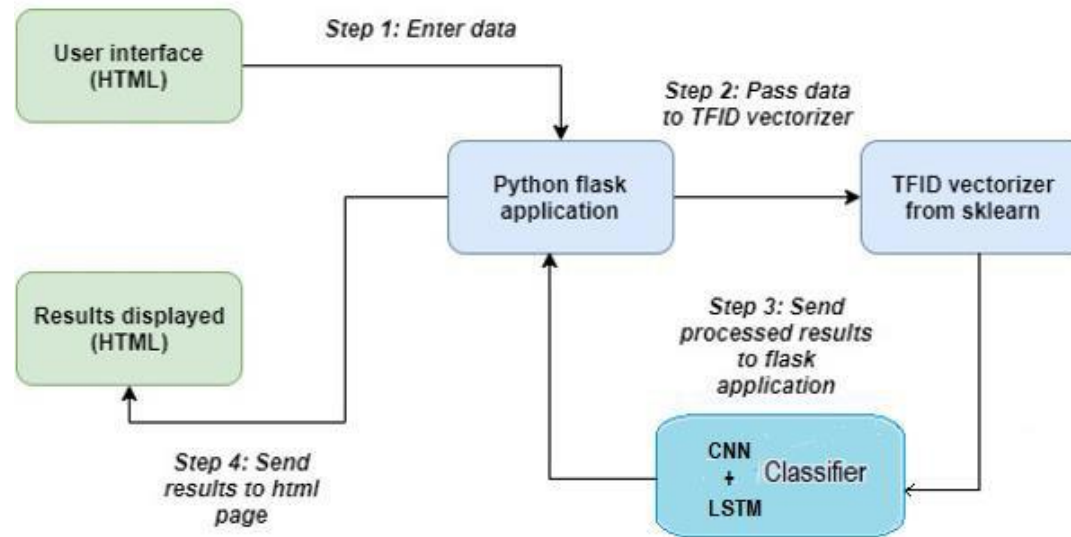 Step 1: Enter data
User interface
(HTML)
Step 2: Pass data
to TFID vectorizer
Python flask
application
TFID vectorizer
from sklearn
Results displayed
(HTML)
Step 3: Send
processed results
to flask
application
CNN
+
LSTM
Classifier
Step 4: Send
results to html
page